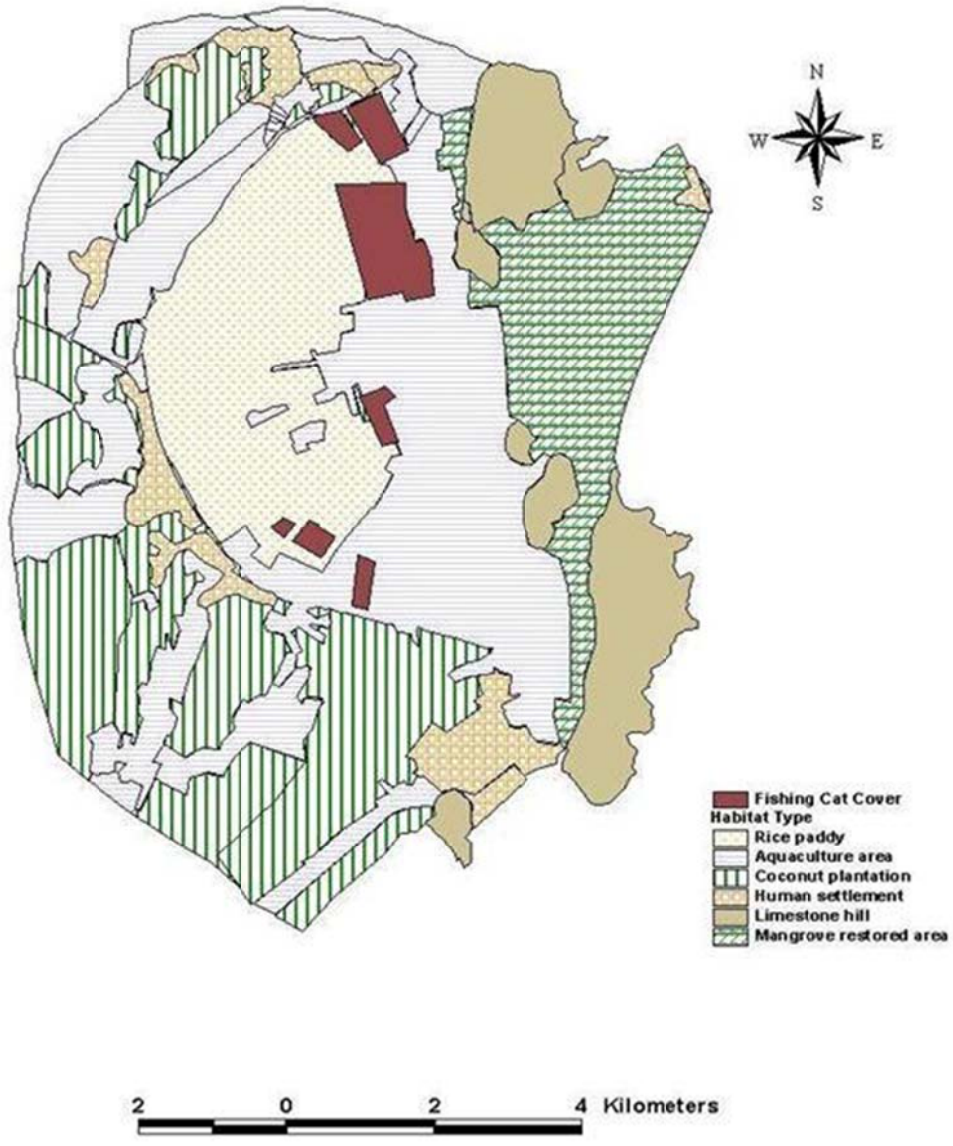 N
W E
S
Fishing Cat Cover
Habitat Type
Rice paddy
Aquaculture area
Coconut plantation
Human settlement
Limestone hill
Mangrove restored area
2 0 2 4 Kilometers